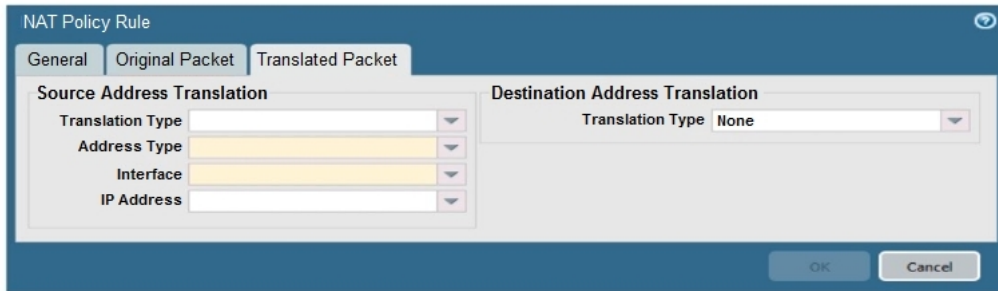 NAT Policy Rule
General Original Packet Translated Packet
Source Address Translation
Translation Type
Address Type
Interface
IP Address
Destination Address Translation
Translation Type None
OK Cancel